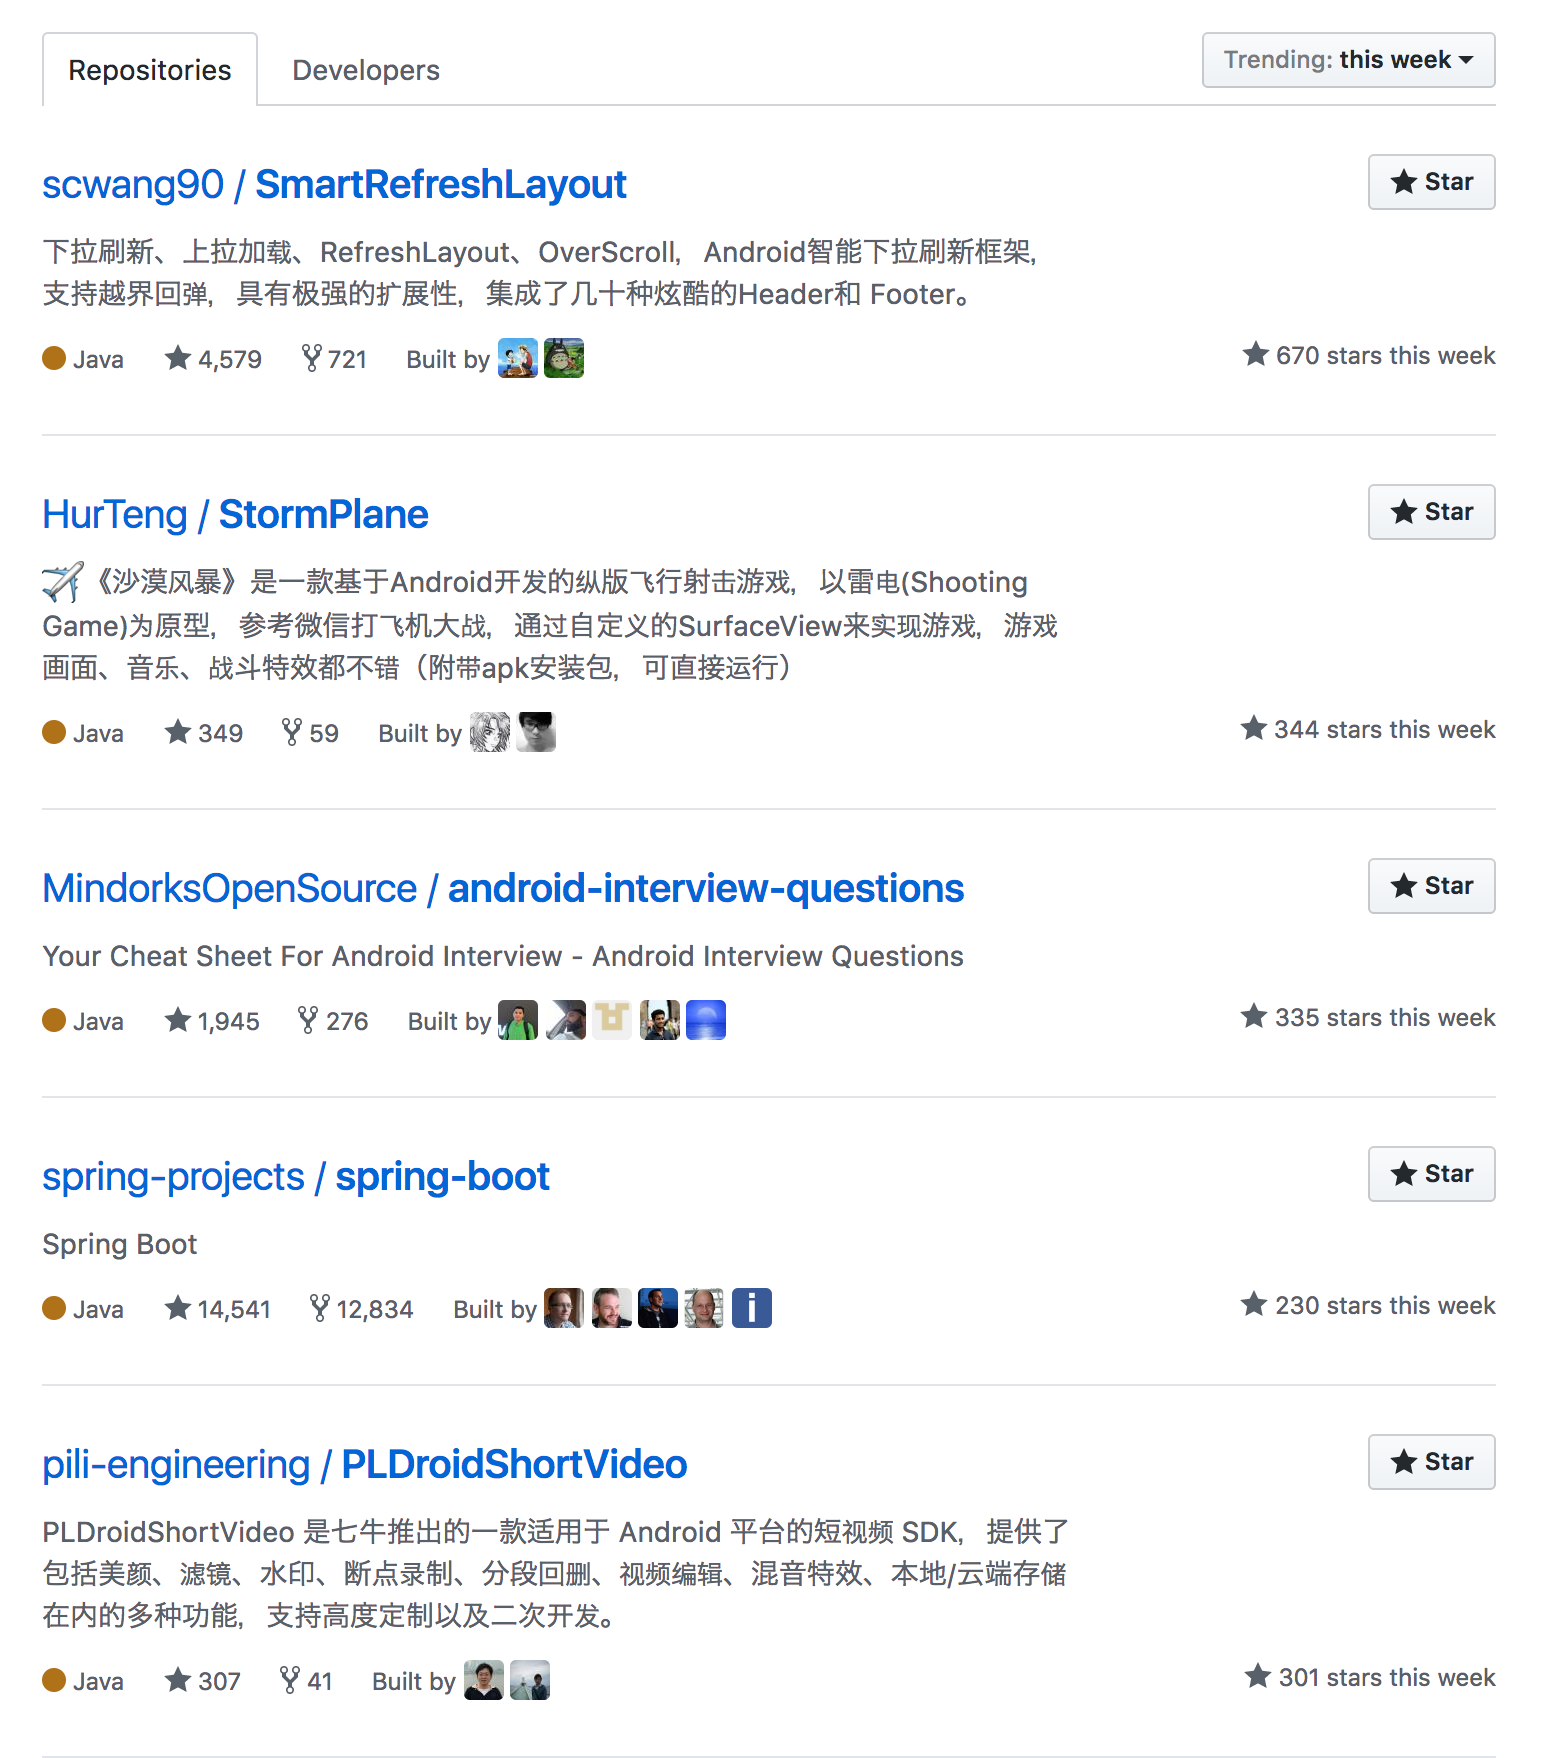 Repositories Developers Trending: this week
scwang90 / SmartRefreshLayout Star
下拉刷新、上拉加载、RefreshLayout、OverScroll，Android智能下拉刷新框架，
支持越界回弹，具有极强的扩展性，集成了几十种炫酷的Header和 Footer。
Java 4,579 721 Built by 670 stars this week
HurTeng / StormPlane Star
《沙漠风暴》是一款基于Android开发的纵版飞行射击游戏，以雷电(Shooting
Game)为原型，参考微信打飞机大战，通过自定义的SurfaceView来实现游戏，游戏
画面、音乐、战斗特效都不错（附带apk安装包，可直接运行）
Java 349 59 Built by 344 stars this week
MindorksOpenSource / android-interview-questions Star
Your Cheat Sheet For Android Interview - Android Interview Questions
Java 1,945 276 Built by 335 stars this week
spring-projects / spring-boot Star
Spring Boot
Java 14,541 12,834 Built by 230 stars this week
pili-engineering / PLDroidShortVideo Star
PLDroidShortVideo 是七牛推出的一款适用于 Android 平台的短视频 SDK，提供了
包括美颜、滤镜、水印、断点录制、分段回删、视频编辑、混音特效、本地/云端存储
在内的多种功能，支持高度定制以及二次开发。
Java 307 41 Built by 301 stars this week